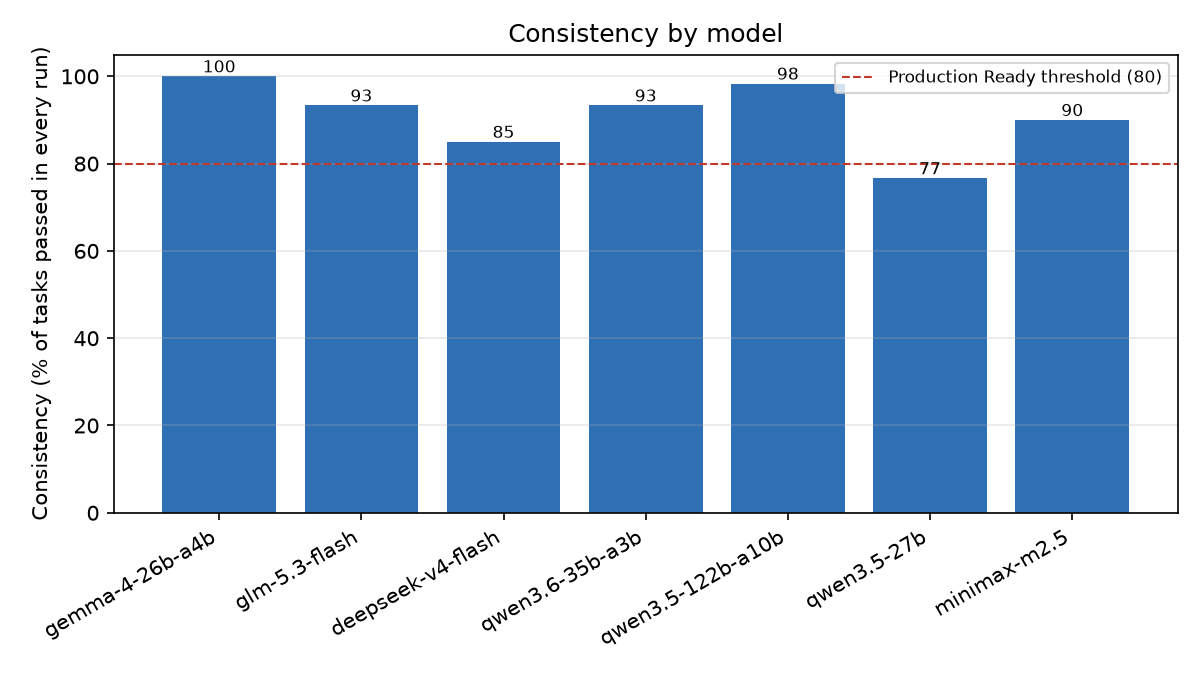 Consistency by model
Consistency (% of tasks passed in every run)
Production Ready threshold (80)
100
80
60
40
20
0
100
93
85
93
98
77
90
gemma-4-26b-a4b
glm-5.3-flash
deepseek-v4-flash
qwen3.6-35b-a3b
qwen3.5-122b-a10b
qwen3.5-27b
minimax-m2.5